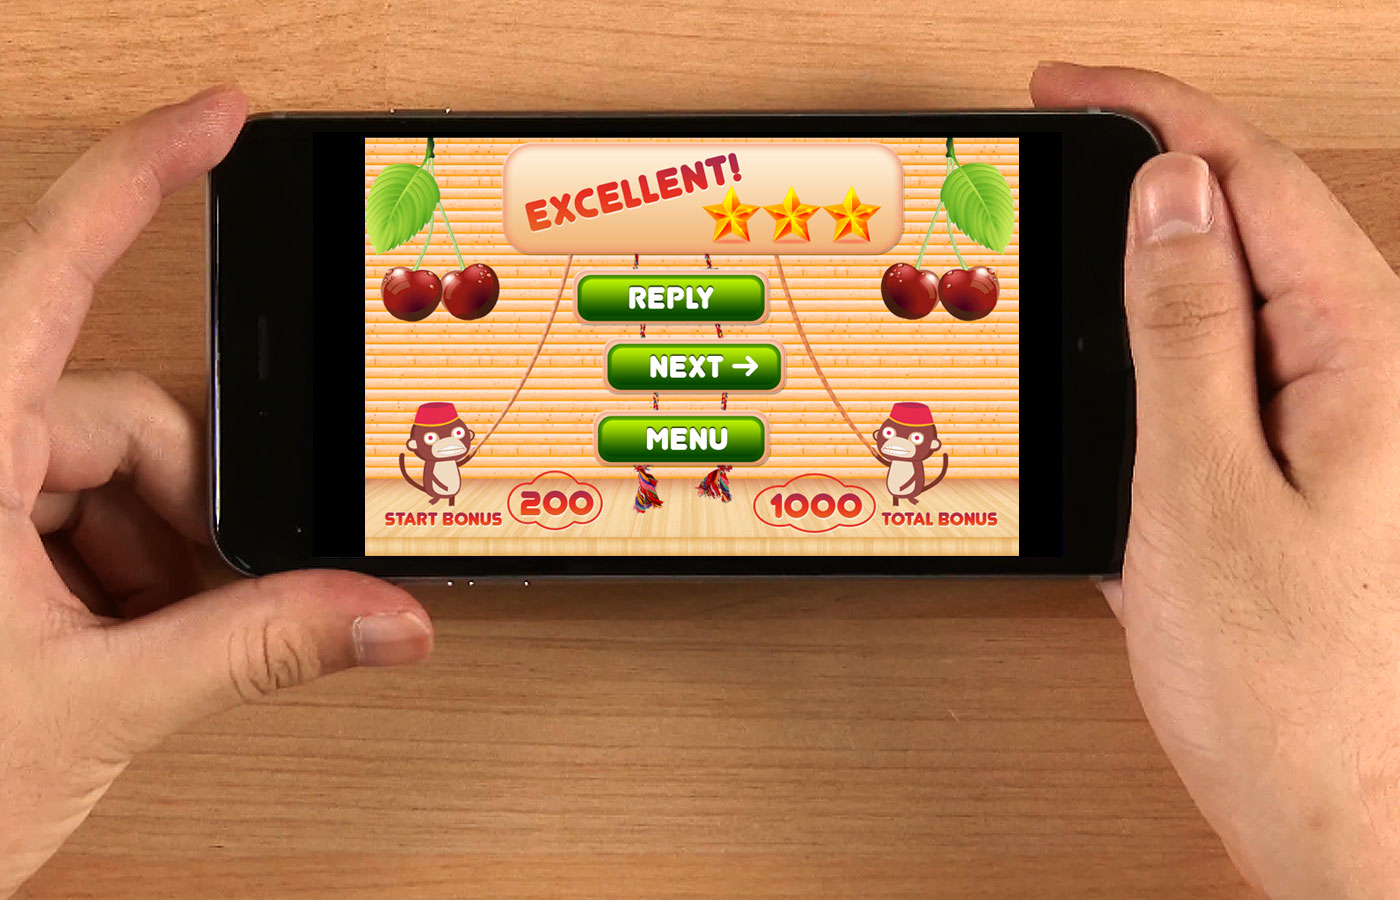 EXCELLENT!
REPLY
NEXT →
MENU
START BONUS 200
1000 TOTAL BONUS